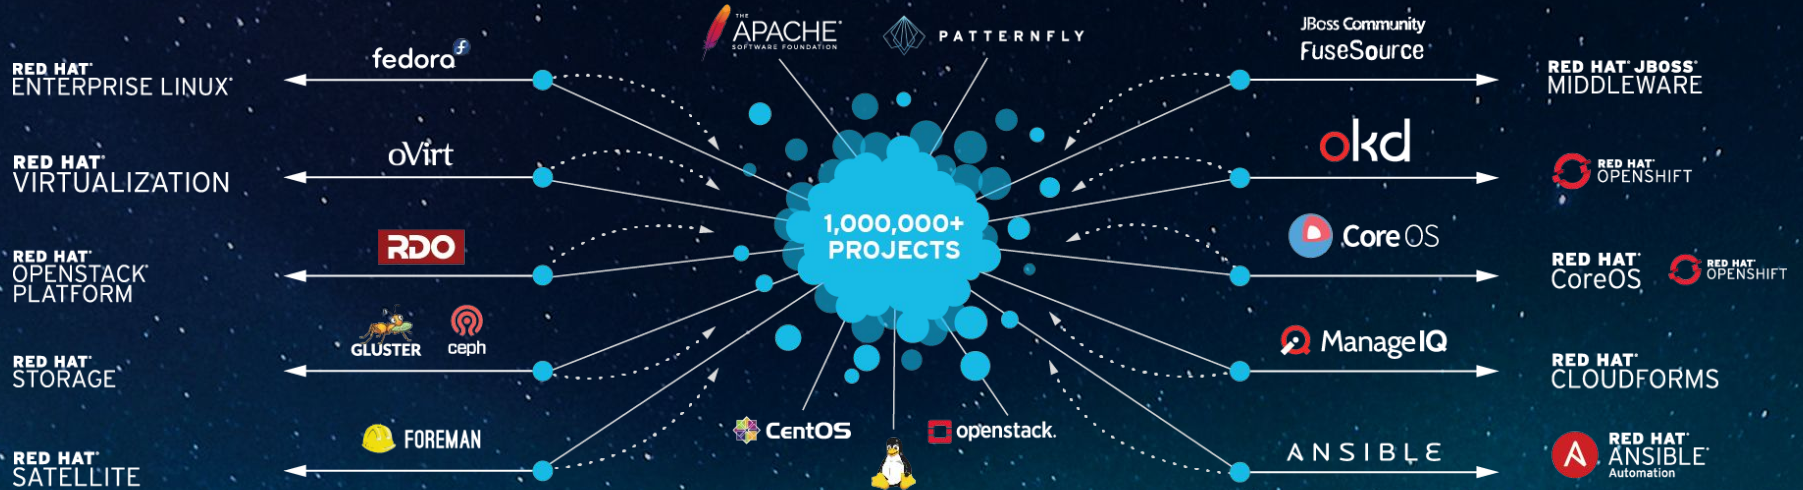 THE
APACHE®
SOFTWARE FOUNDATION
PATTERNFLY
fedora
RED HAT®
ENTERPRISE LINUX®
oVirt
RED HAT®
VIRTUALIZATION
RDO
RED HAT®
OPENSTACK®
PLATFORM
GLUSTER
ceph
RED HAT®
STORAGE
FOREMAN
RED HAT®
SATELLITE
1,000,000+
PROJECTS
CentOS
openstack.
JBoss Community
FuseSource
RED HAT® JBOSS®
MIDDLEWARE
okd
RED HAT®
OPENSHIFT
Core OS
RED HAT®
CoreOS
RED HAT®
OPENSHIFT
ManageIQ
RED HAT®
CLOUDFORMS
ANSIBLE
A
RED HAT®
ANSIBLE®
Automation